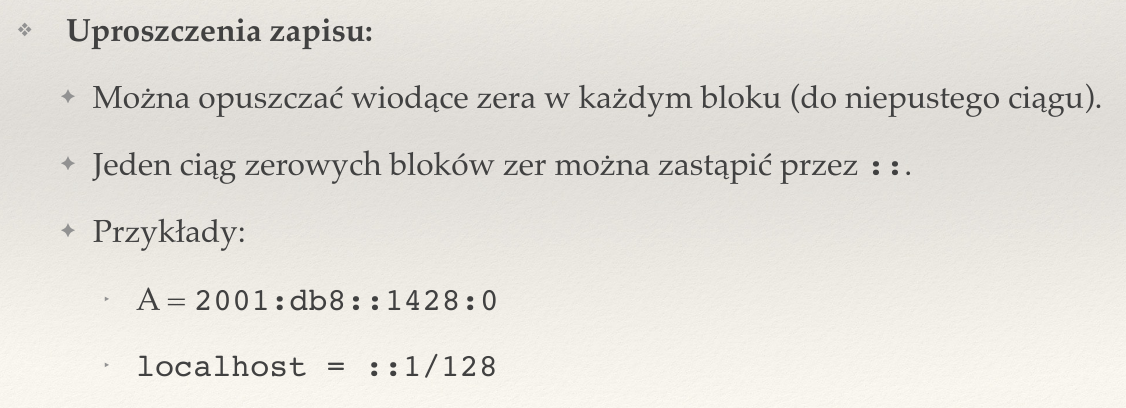 Uproszczenia zapisu:
Można opuszczać wiodące zera w każdym bloku (do niepustego ciągu).
Jeden ciąg zerowych bloków zer można zastąpić przez ::.
Przykłady:
A = 2001:db8::1428:0
localhost = ::1/128